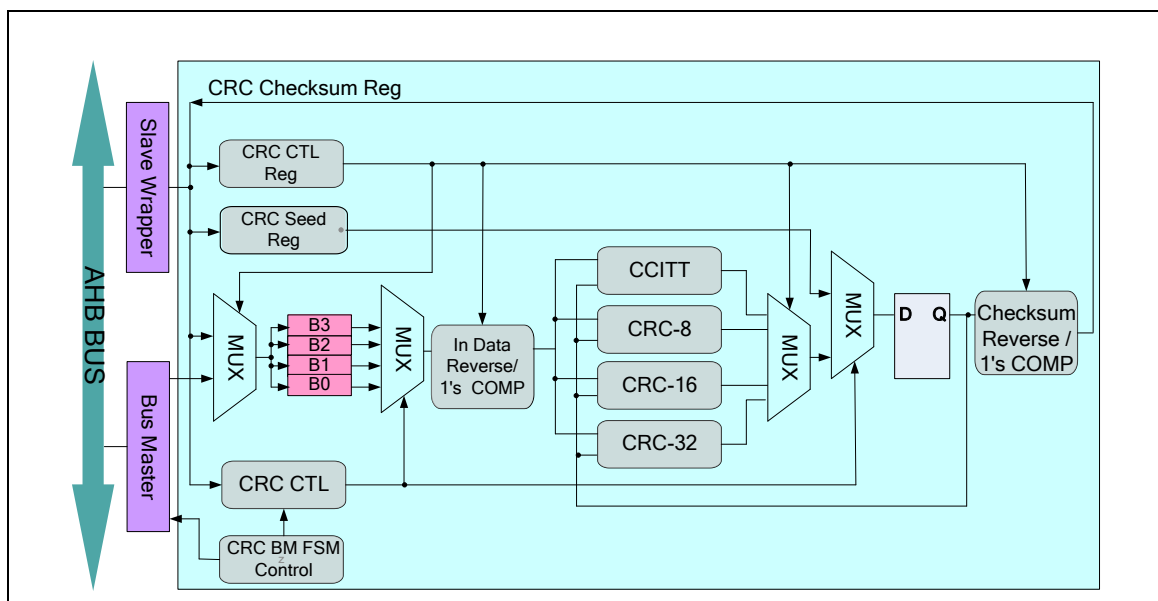 CRC Checksum Reg
AHB BUS
Slave Wrapper
Bus Master
CRC CTL
Reg
CRC Seed
Reg
MUX
B3
B2
B1
B0
MUX
In Data
Reverse/
1's COMP
CCITT
CRC-8
CRC-16
CRC-32
MUX
MUX
D Q
Checksum
Reverse /
1's COMP
CRC CTL
CRC BM FSM
z
Control